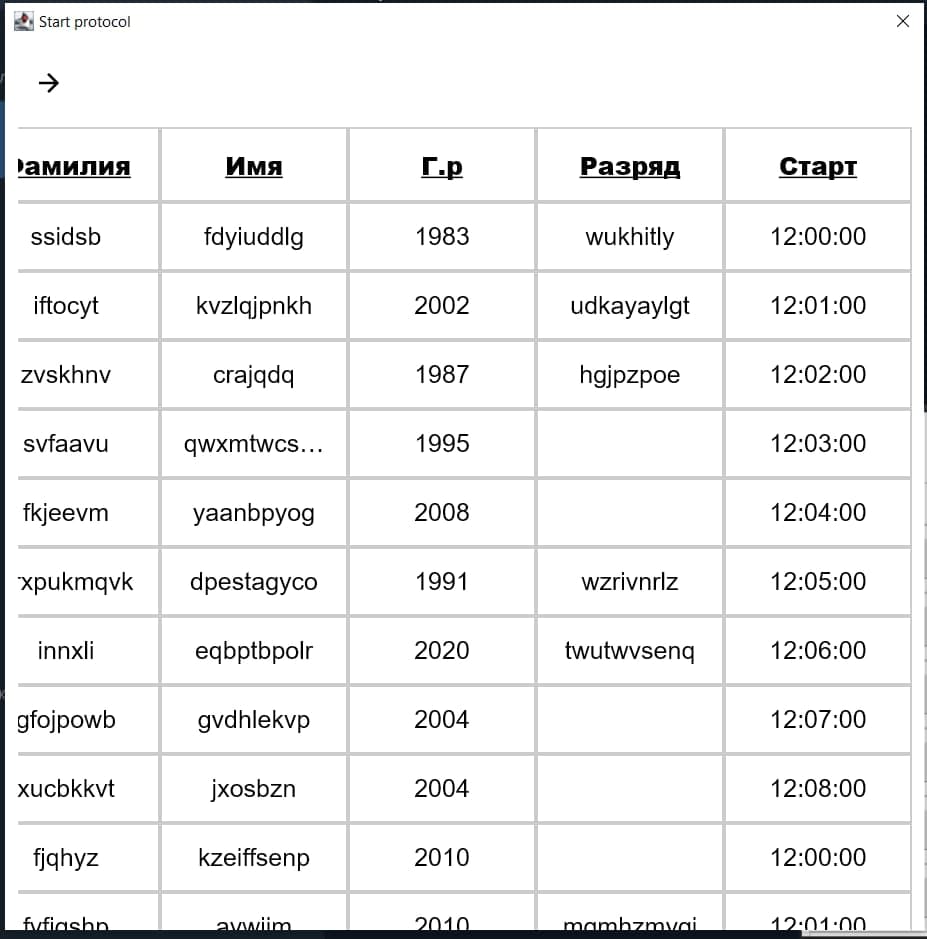 Start protocol
→
Фамилия Имя Г.р Разряд Старт
ssidsb fdyiuddlg 1983 wukhitly 12:00:00
iftocyt kvzlqjpnkh 2002 udkayaylgt 12:01:00
zvskhnv crajqdq 1987 hgjpzpoe 12:02:00
svfaavu qwxmtwcs... 1995 12:03:00
fkjeevm yaanbpyog 2008 12:04:00
xpukmqvk dpestagyco 1991 wzrivnrlz 12:05:00
innxli eqbptbpolr 2020 twutwvsenq 12:06:00
gfojpowb gvdhlekvp 2004 12:07:00
xucbkkvt jxosbzn 2004 12:08:00
fjqhyz kzeiffsenp 2010 12:00:00
2010 12:01:00